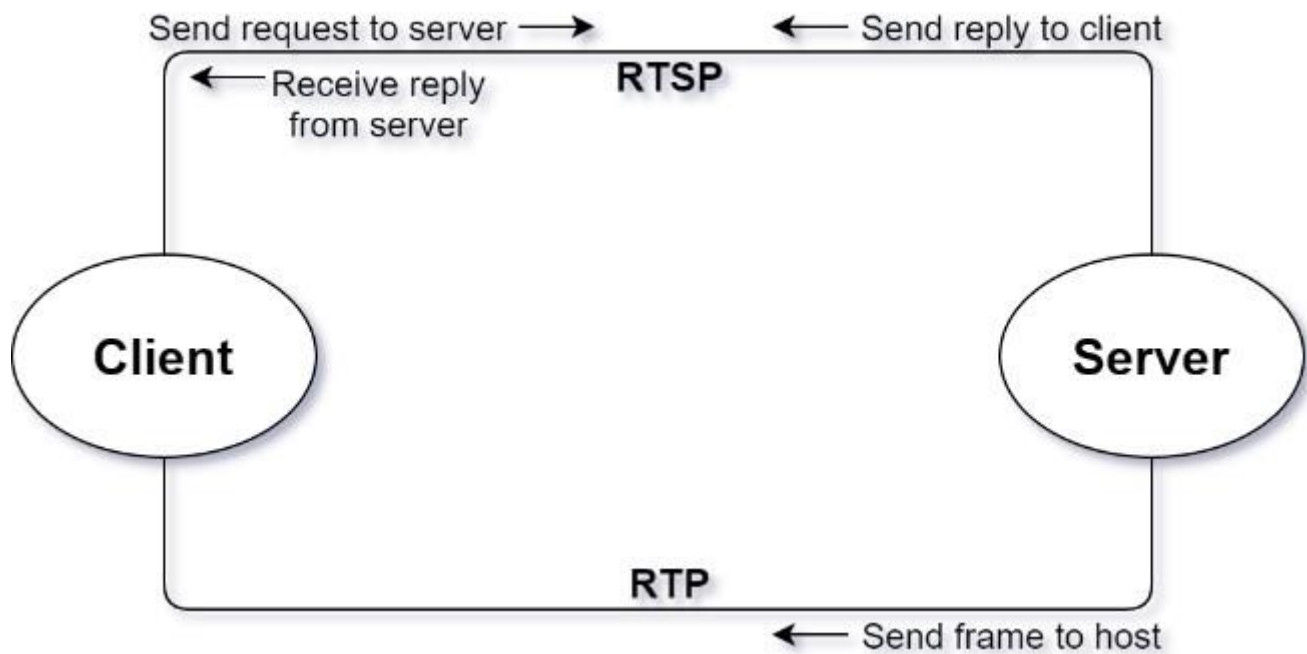 Send request to server
Send reply to client
RTSP
Receive reply
from server
Client
Server
RTP
Send frame to host